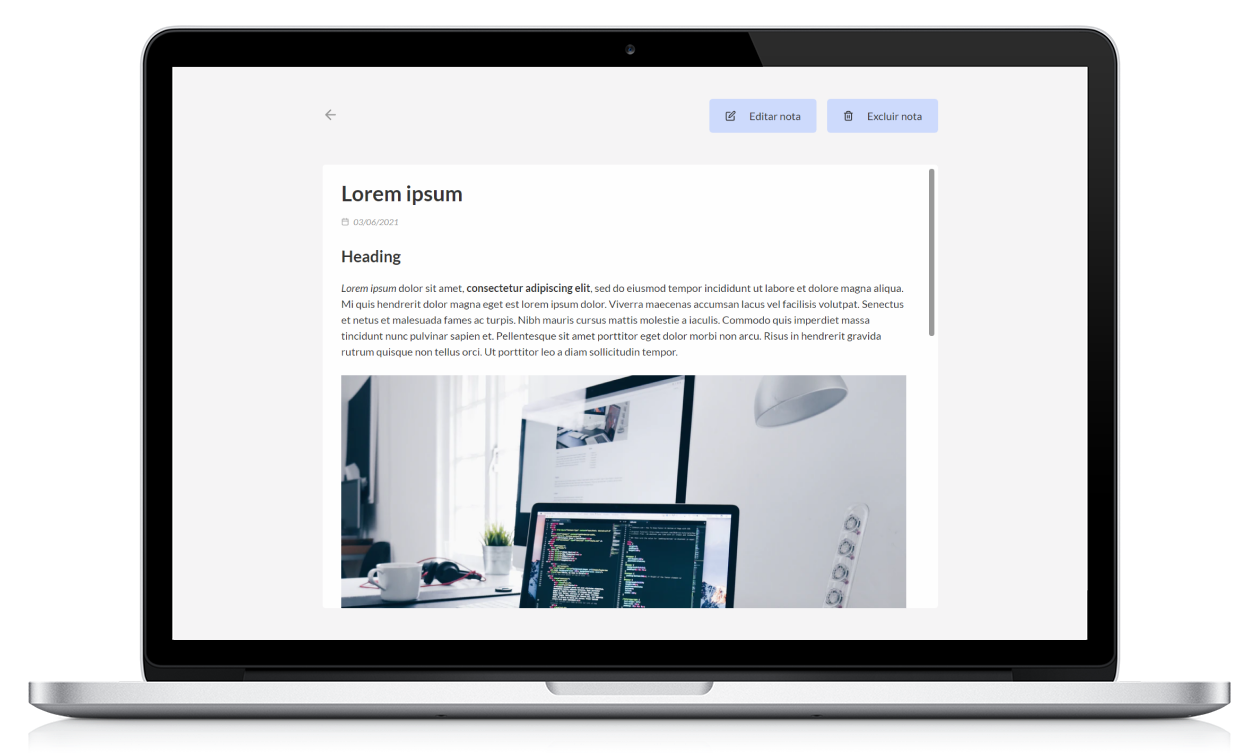 Editar nota
Excluir nota
Lorem ipsum
03/06/2021
Heading
Lorem ipsum dolor sit amet, consectetur adipiscing elit, sed do eiusmod tempor incididunt ut labore et dolore magna aliqua.
Mi quis hendrerit dolor magna eget est lorem ipsum dolor. Viverra maecenas accumsan lacus vel facilisis volutpat. Senectus
et netus et malesuada fames ac turpis. Nibh mauris cursus mattis molestie a iaculis. Commodo quis imperdiet massa
tincidunt nunc pulvinar sapien et. Pellentesque sit amet porttitor eget dolor morbi non arcu. Risus in hendrerit gravida
rutrum quisque non tellus orci. Ut porttitor leo a diam sollicitudin tempor.